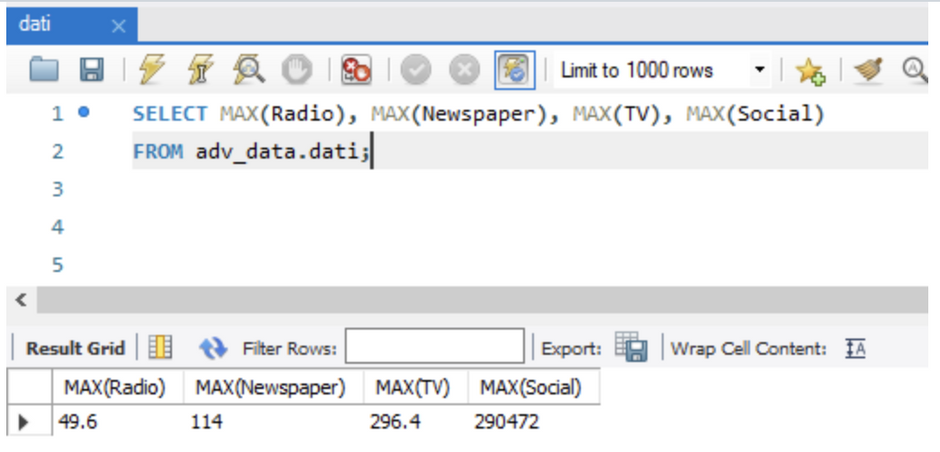 dati
Limit to 1000 rows
1 SELECT MAX(Radio), MAX(Newspaper), MAX(TV), MAX(Social)
2 FROM adv_data.dati;
3
4
5
Result Grid Filter Rows: Export: Wrap Cell Content: IA
MAX(Radio) MAX(Newspaper) MAX(TV) MAX(Social)
49.6 114 296.4 290472